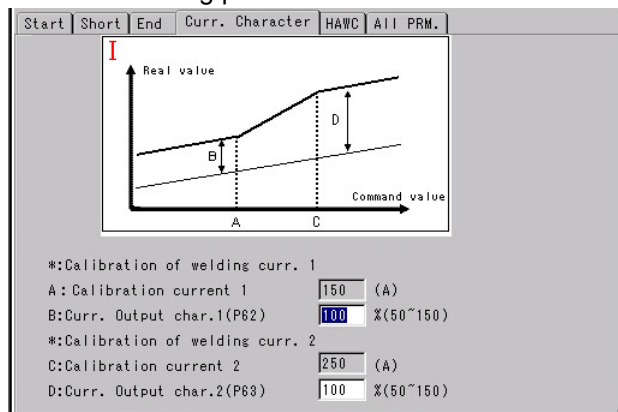 Start Short End Curr. Character HAWC All PRM.
I
Real value
D
B
Command value
A C
*:Calibration of welding curr. 1
A:Calibration current 1 150 (A)
B:Curr. Output char.1(P62) 100 %(50~150)
*:Calibration of welding curr. 2
C:Calibration current 2 250 (A)
D:Curr. Output char.2(P63) 100 %(50~150)